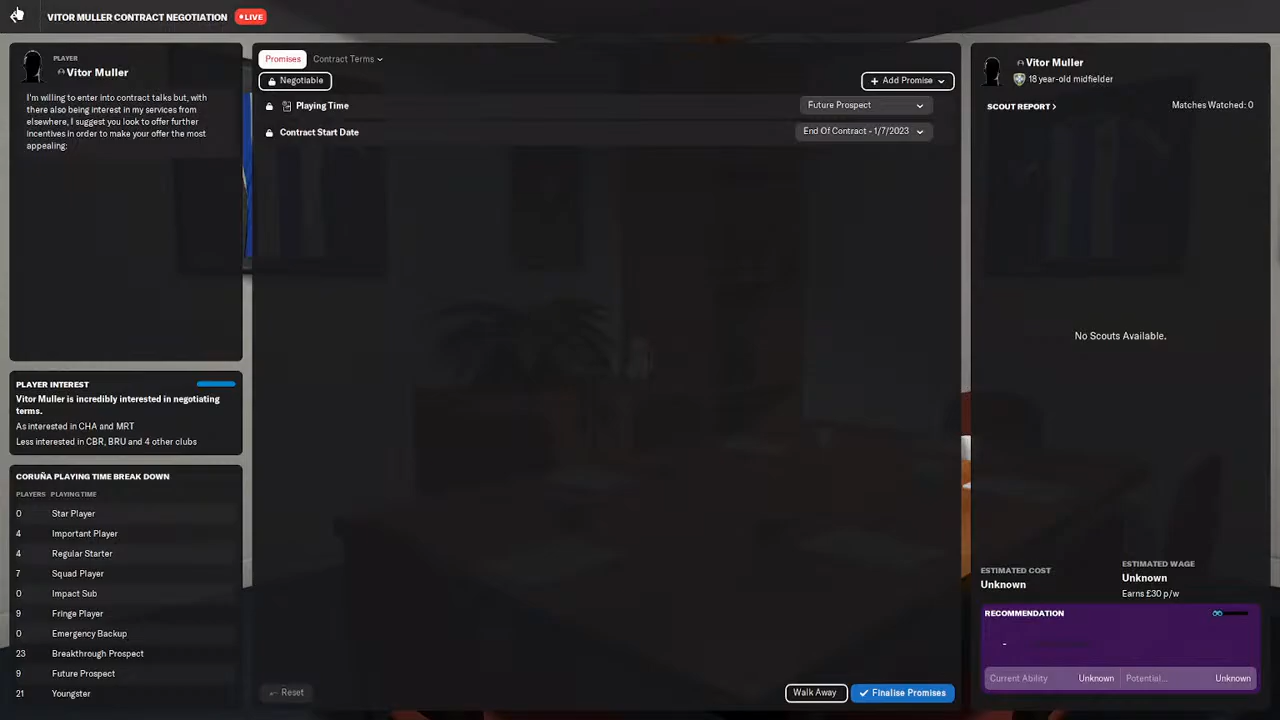 VITOR MULLER CONTRACT NEGOTIATION
LIVE
PLAYER
Vitor Muller
I'm willing to enter into contract talks but, with
there also being interest in my services from
elsewhere, I suggest you look to offer further
incentives in order to make your offer the most
appealing:
PLAYER INTEREST
Vitor Muller is incredibly interested in negotiating
terms.
As interested in CHA and MRT
Less interested in CBR, BRU and 4 other clubs
CORUÑA PLAYING TIME BREAK DOWN
PLAYERS PLAYING TIME
0 Star Player
4 Important Player
4 Regular Starter
7 Squad Player
0 Impact Sub
9 Fringe Player
0 Emergency Backup
23 Breakthrough Prospect
9 Future Prospect
21 Youngster
Promises Contract Terms
Negotiable
Add Promise
Playing Time Future Prospect
Contract Start Date End Of Contract - 1/7/2023
Reset
Walk Away
Finalise Promises
Vitor Muller
18 year-old midfielder
SCOUT REPORT > Matches Watched: 0
No Scouts Available.
ESTIMATED COST
Unknown
ESTIMATED WAGE
Unknown
Earns £30 p/w
RECOMMENDATION
-
Current Ability Unknown Potential... Unknown